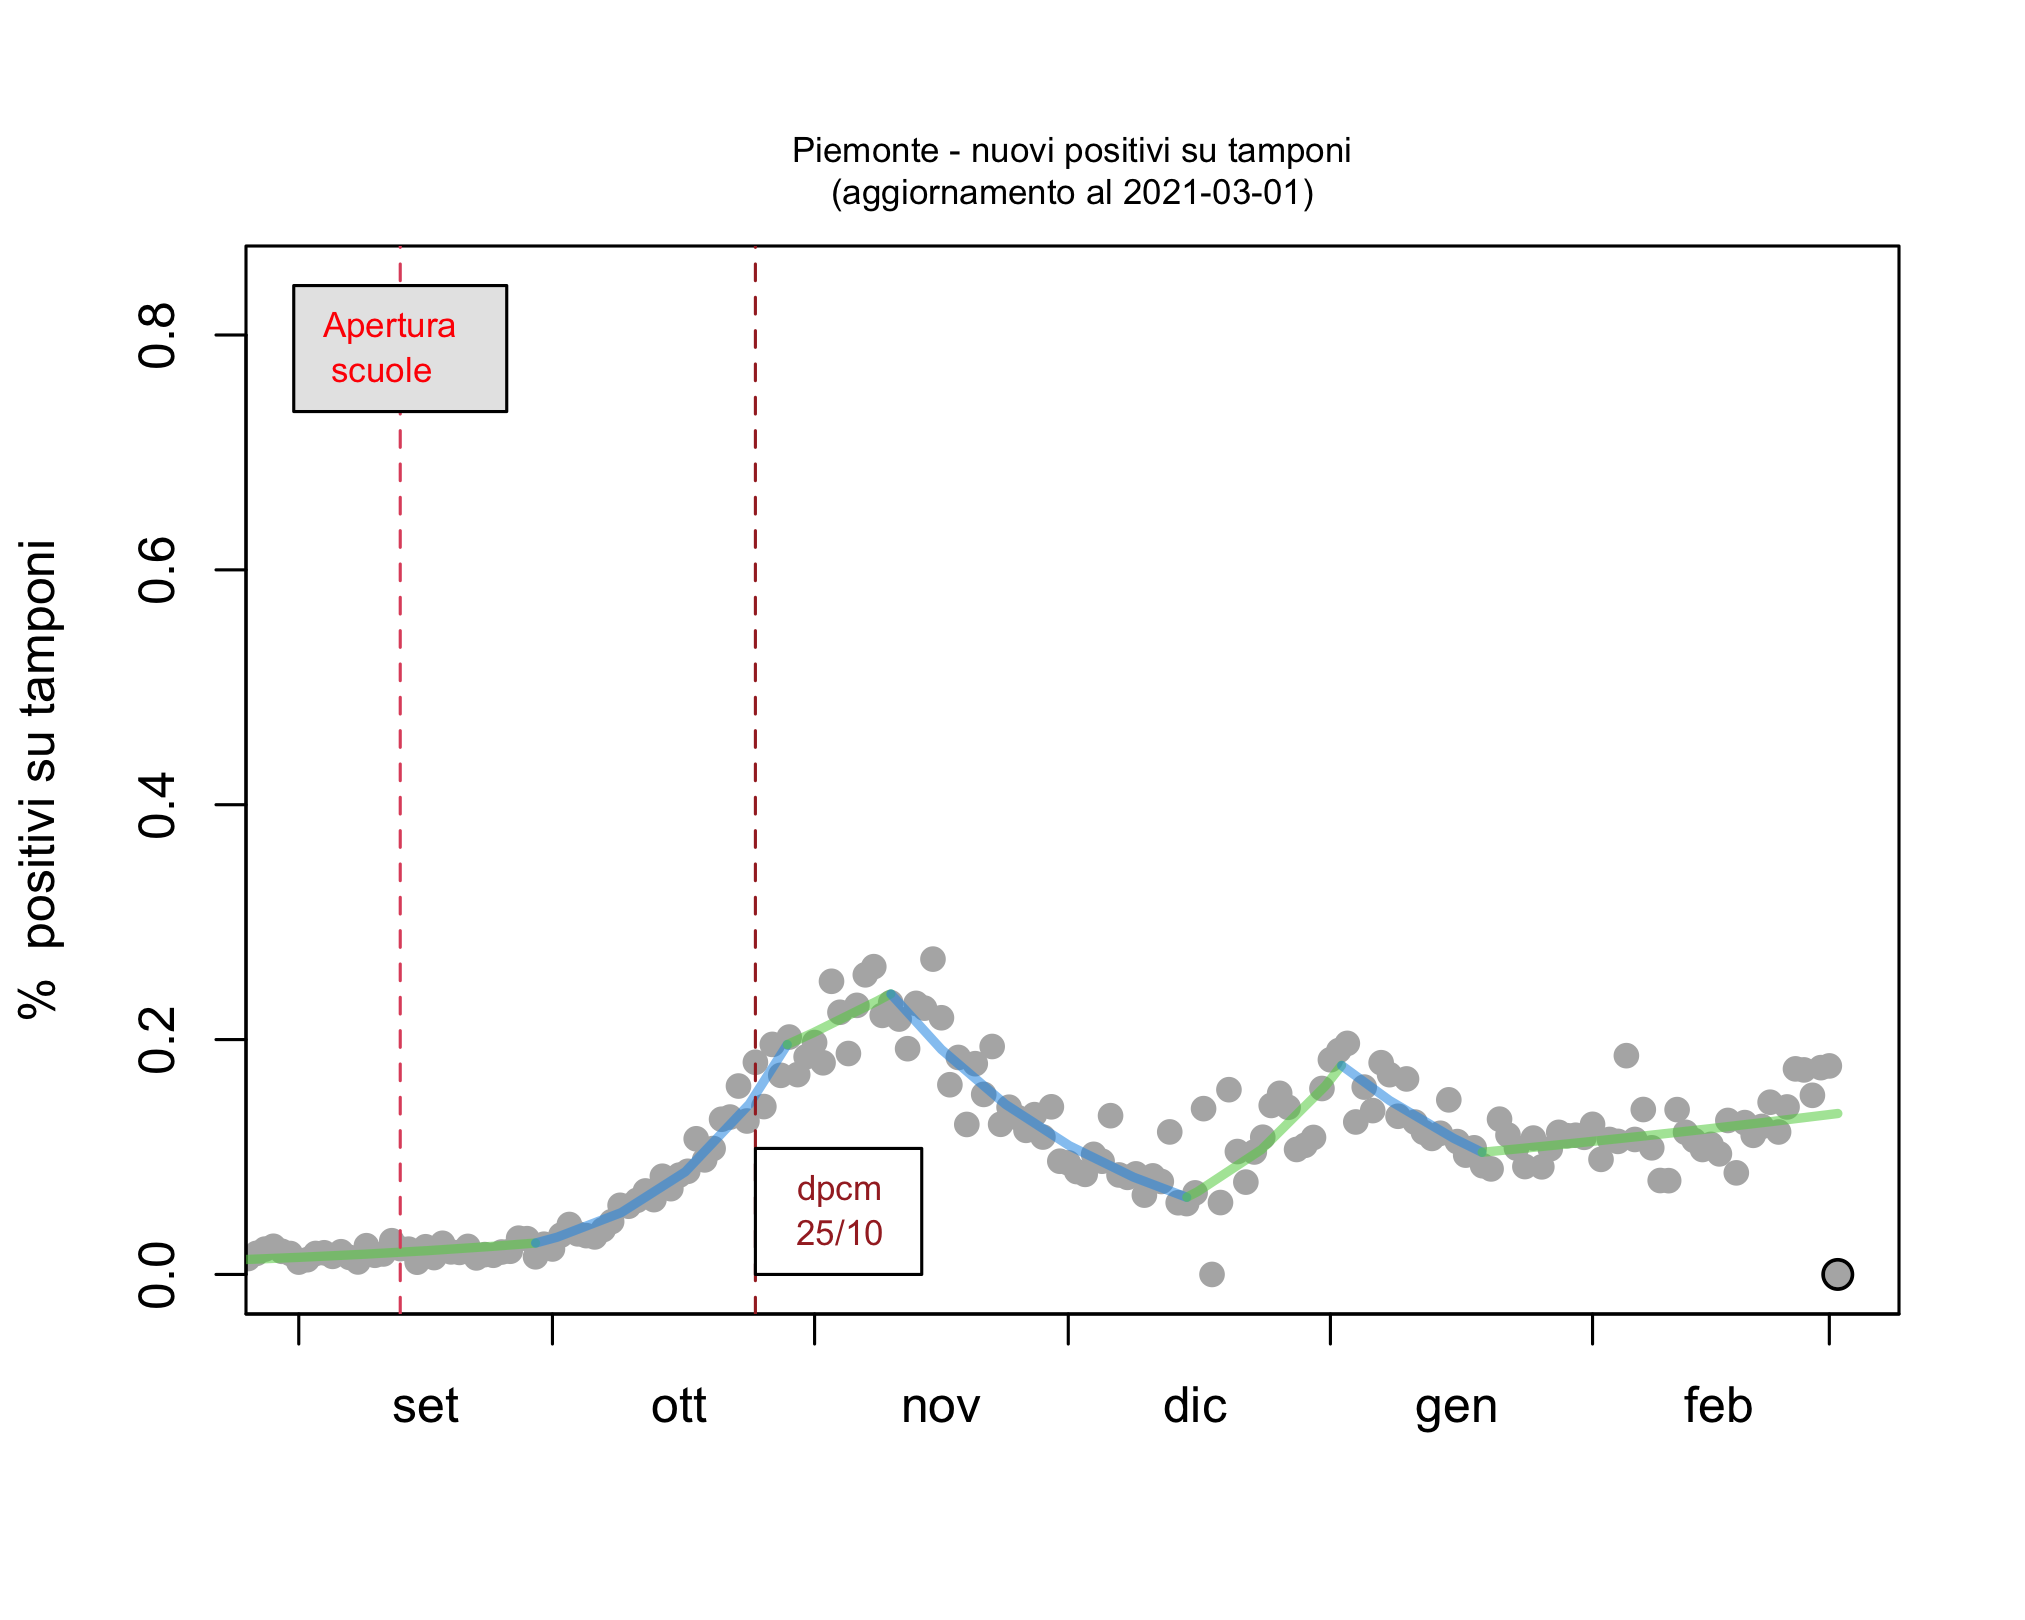 Piemonte - nuovi positivi su tamponi
(aggiornamento al 2021-03-01)
Apertura
scuole
dpcm
25/10
% positivi su tamponi
0.8
0.6
0.4
0.2
0.0
set ott nov dic gen feb